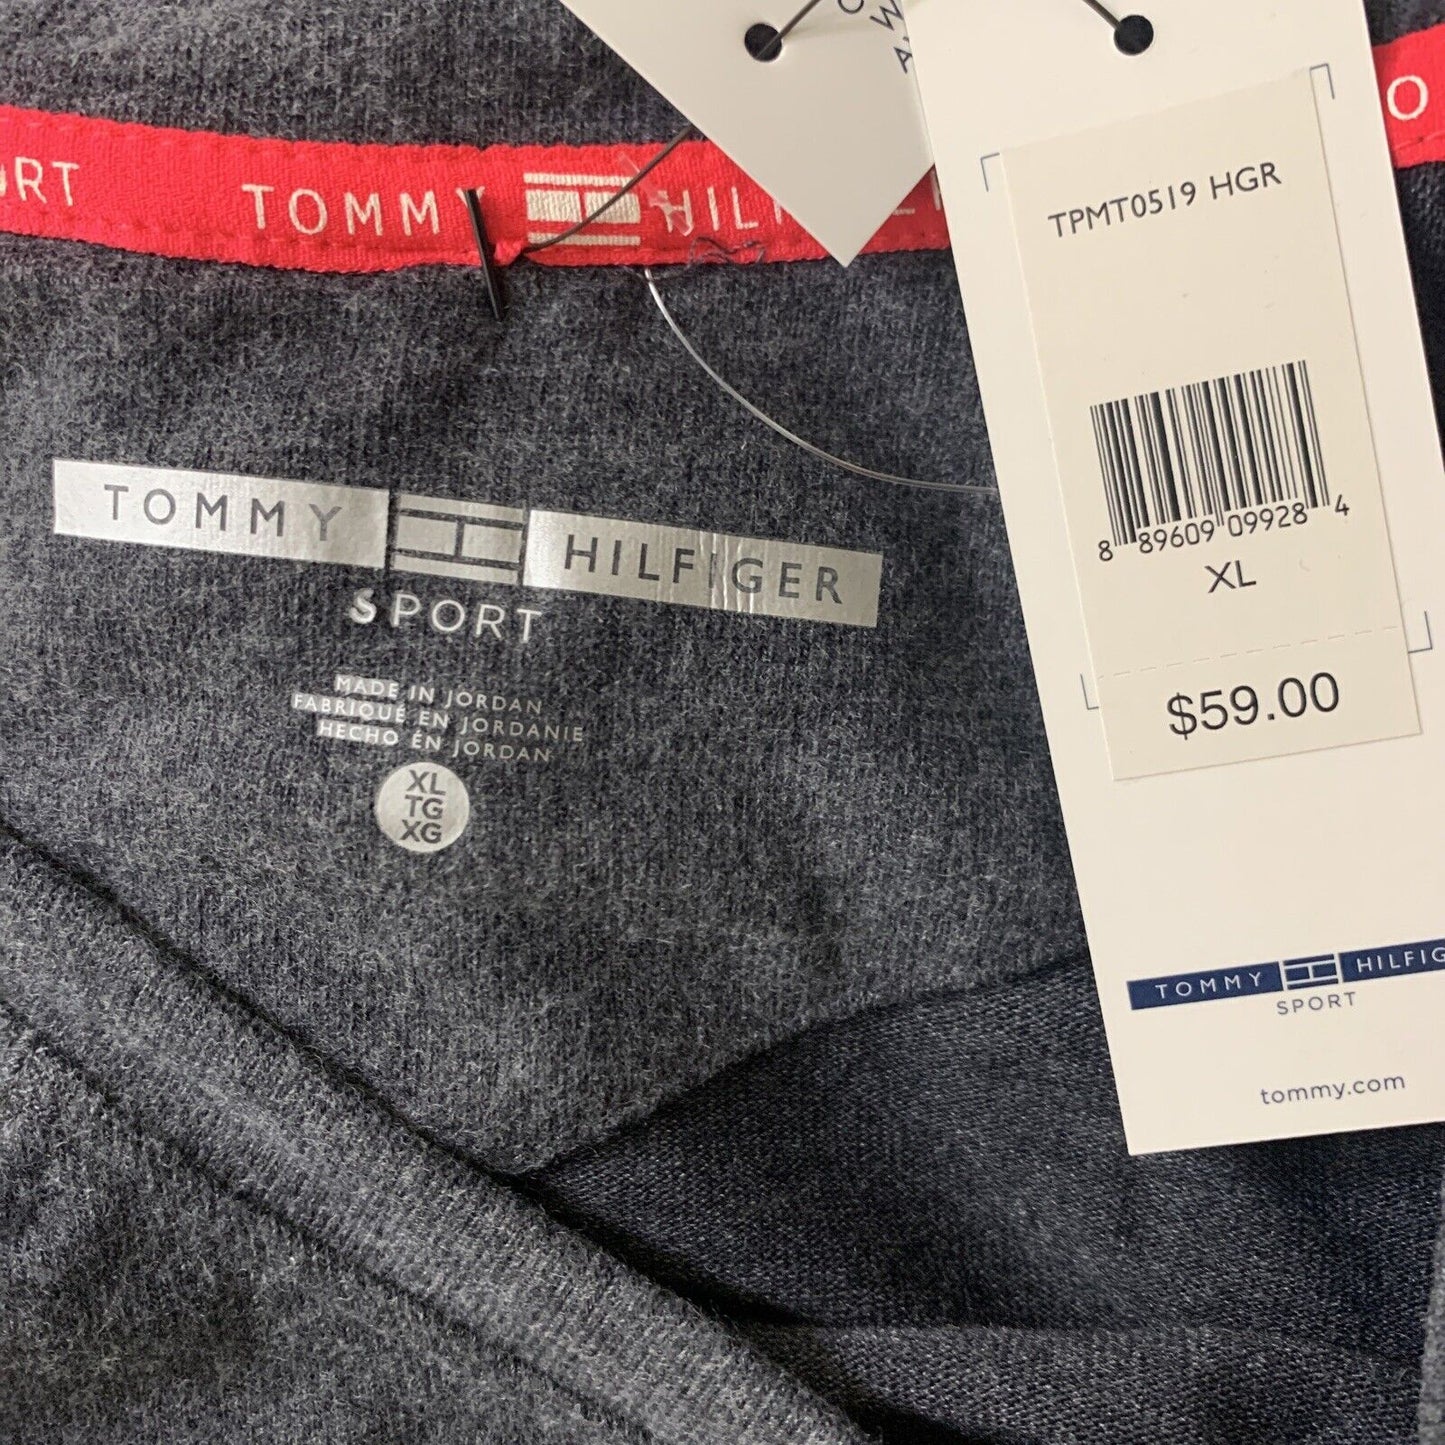 ORT TOMMY HILFIGER
TOMMY HILFIGER
SPORT
MADE IN JORDAN
FABRIQUÉ EN JORDANIE
HECHO EN JORDAN
XL
TG
XG
TPMT0519 HGR
8 89609 09928 4
XL
$59.00
TOMMY HILFIG
SPORT
tommy.com